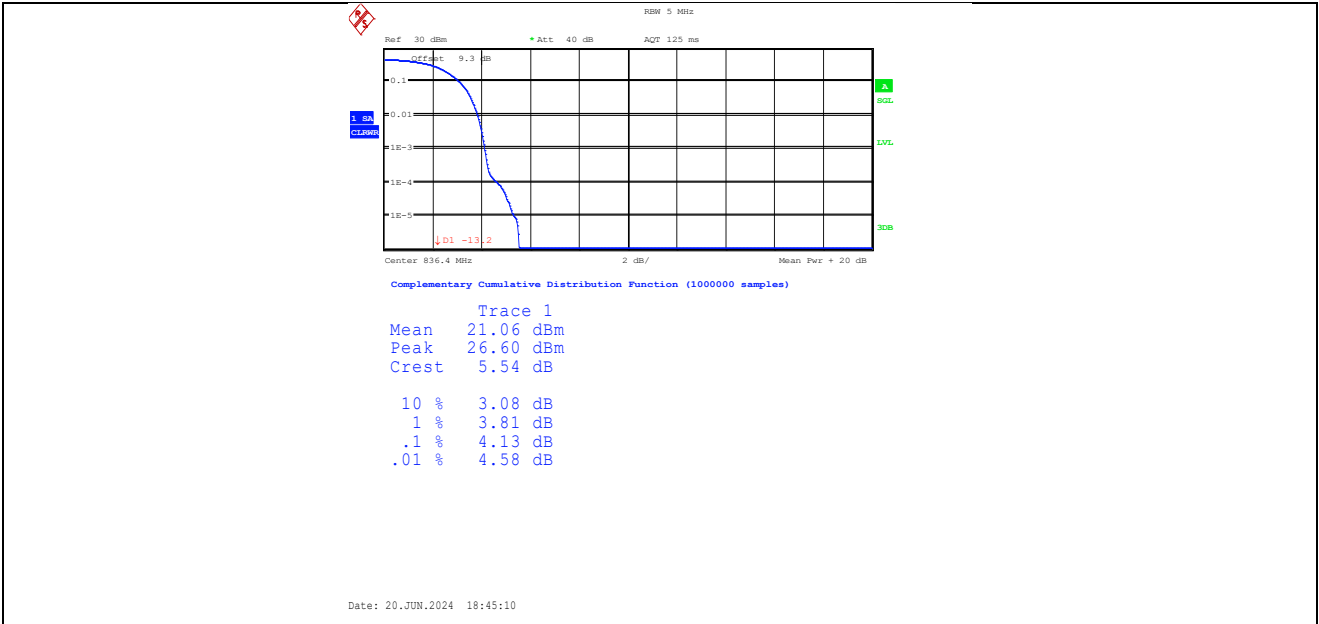 RBW 5 MHz
Ref 30 dBm * Att 40 dB AQT 125 ms
Offset 9.3 dB
0.1
A
SGL
0.01
1 SA
CLRWR
LVL
1E-3
1E-4
1E-5
3DB
↓D1 -13.2
Center 836.4 MHz 2 dB/ Mean Pwr + 20 dB
Complementary Cumulative Distribution Function (1000000 samples)
Trace 1
Mean 21.06 dBm
Peak 26.60 dBm
Crest 5.54 dB
10 % 3.08 dB
1 % 3.81 dB
.1 % 4.13 dB
.01 % 4.58 dB
Date: 20.JUN.2024 18:45:10